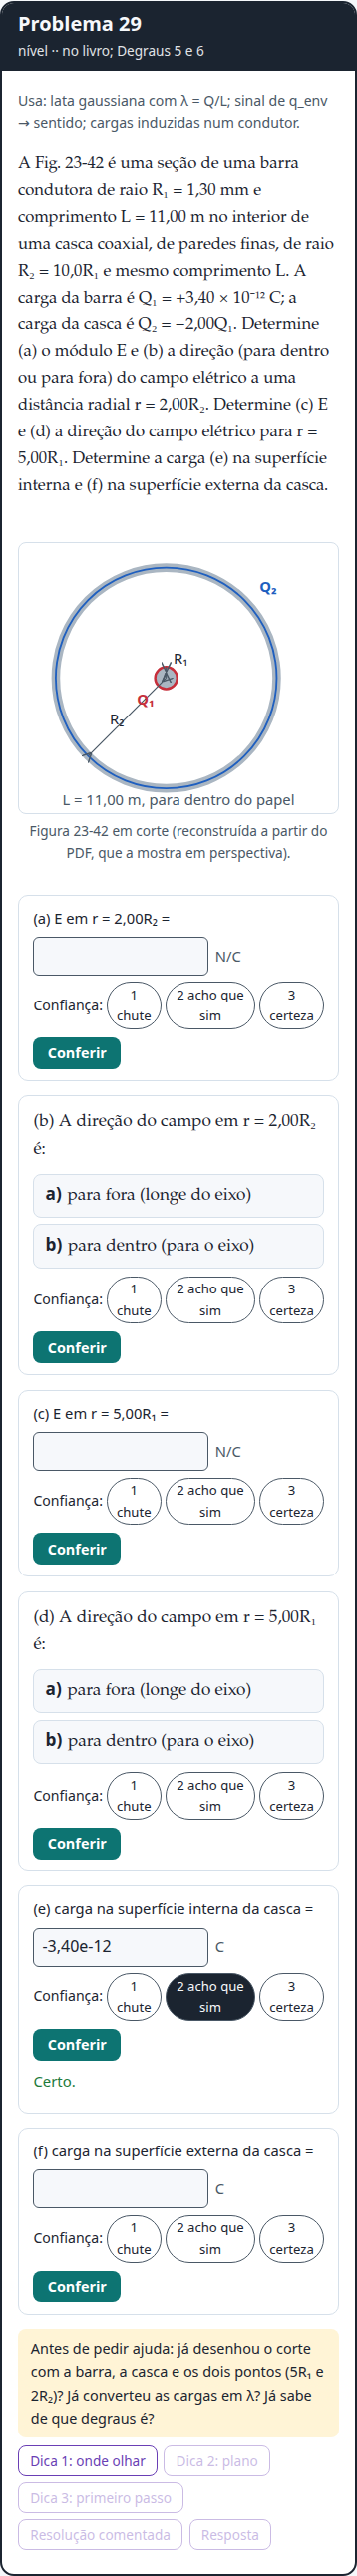 Problema 29
nível ·· no livro; Degraus 5 e 6
Usa: lata gaussiana com λ = Q/L; sinal de q_env
→ sentido; cargas induzidas num condutor.
A Fig. 23-42 é uma seção de uma barra
condutora de raio R₁ = 1,30 mm e
comprimento L = 11,00 m no interior de
uma casca coaxial, de paredes finas, de raio
R₂ = 10,0R₁ e mesmo comprimento L. A
carga da barra é Q₁ = +3,40 × 10⁻¹² C; a
carga da casca é Q₂ = −2,00Q₁. Determine
(a) o módulo E e (b) a direção (para dentro
ou para fora) do campo elétrico a uma
distância radial r = 2,00R₂. Determine (c) E
e (d) a direção do campo elétrico para r =
5,00R₁. Determine a carga (e) na superfície
interna e (f) na superfície externa da casca.
Q₂
R₁
Q₁
R₂
L = 11,00 m, para dentro do papel
Figura 23-42 em corte (reconstruída a partir do
PDF, que a mostra em perspectiva).
(a) E em r = 2,00R₂ =
N/C
Confiança: 1 chute 2 acho que sim 3 certeza
Conferir
(b) A direção do campo em r = 2,00R₂
é:
a) para fora (longe do eixo)
b) para dentro (para o eixo)
Confiança: 1 chute 2 acho que sim 3 certeza
Conferir
(c) E em r = 5,00R₁ =
N/C
Confiança: 1 chute 2 acho que sim 3 certeza
Conferir
(d) A direção do campo em r = 5,00R₁
é:
a) para fora (longe do eixo)
b) para dentro (para o eixo)
Confiança: 1 chute 2 acho que sim 3 certeza
Conferir
(e) carga na superfície interna da casca =
-3,40e-12 C
Confiança: 1 chute 2 acho que sim 3 certeza
Conferir
Certo.
(f) carga na superfície externa da casca =
C
Confiança: 1 chute 2 acho que sim 3 certeza
Conferir
Antes de pedir ajuda: já desenhou o corte
com a barra, a casca e os dois pontos (5R₁ e
2R₂)? Já converteu as cargas em λ? Já sabe
de que degraus é?
Dica 1: onde olhar Dica 2: plano
Dica 3: primeiro passo
Resolução comentada Resposta